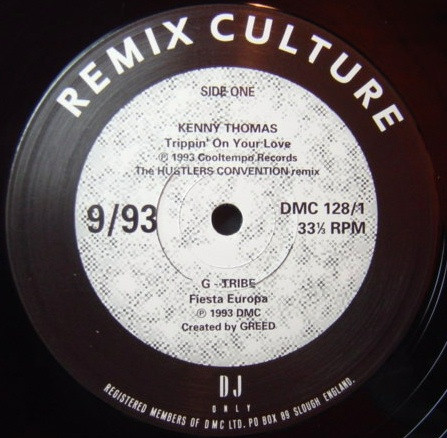 REMIX CULTURE
SIDE ONE
KENNY THOMAS
Trippin' On Your Love
℗ 1993 Cooltempo Records
The HUSTLERS CONVENTION remix
9/93
DMC 128/1
33⅓ RPM
G - TRIBE
Fiesta Europa
℗ 1993 DMC
Created by GREED
DJ
ONLY
REGISTERED MEMBERS OF DMC LTD. PO BOX 89 SLOUGH ENGLAND.